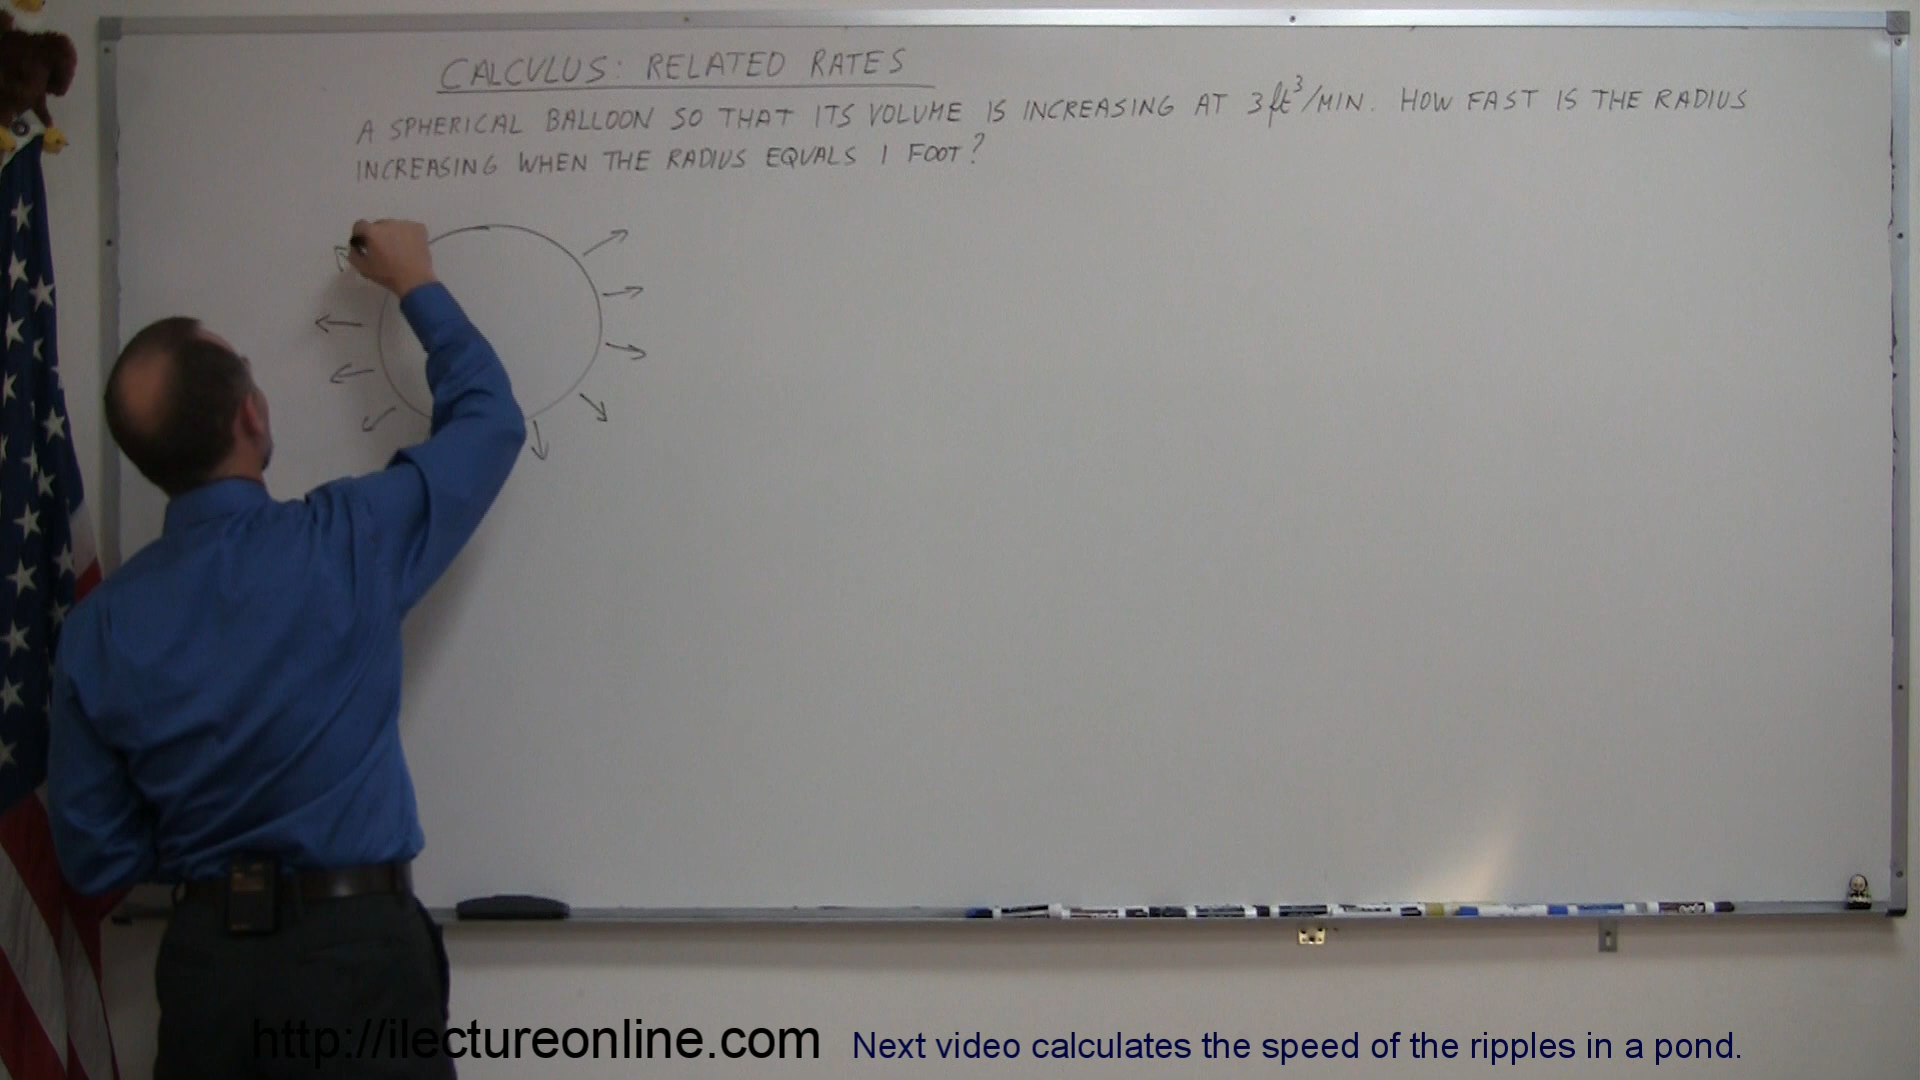 CALCULUS: RELATED RATES
A SPHERICAL BALLOON SO THAT ITS VOLUME IS INCREASING AT 3 ft³/MIN. HOW FAST IS THE RADIUS
INCREASING WHEN THE RADIUS EQUALS 1 FOOT?
http://ilectureonline.com Next video calculates the speed of the ripples in a pond.